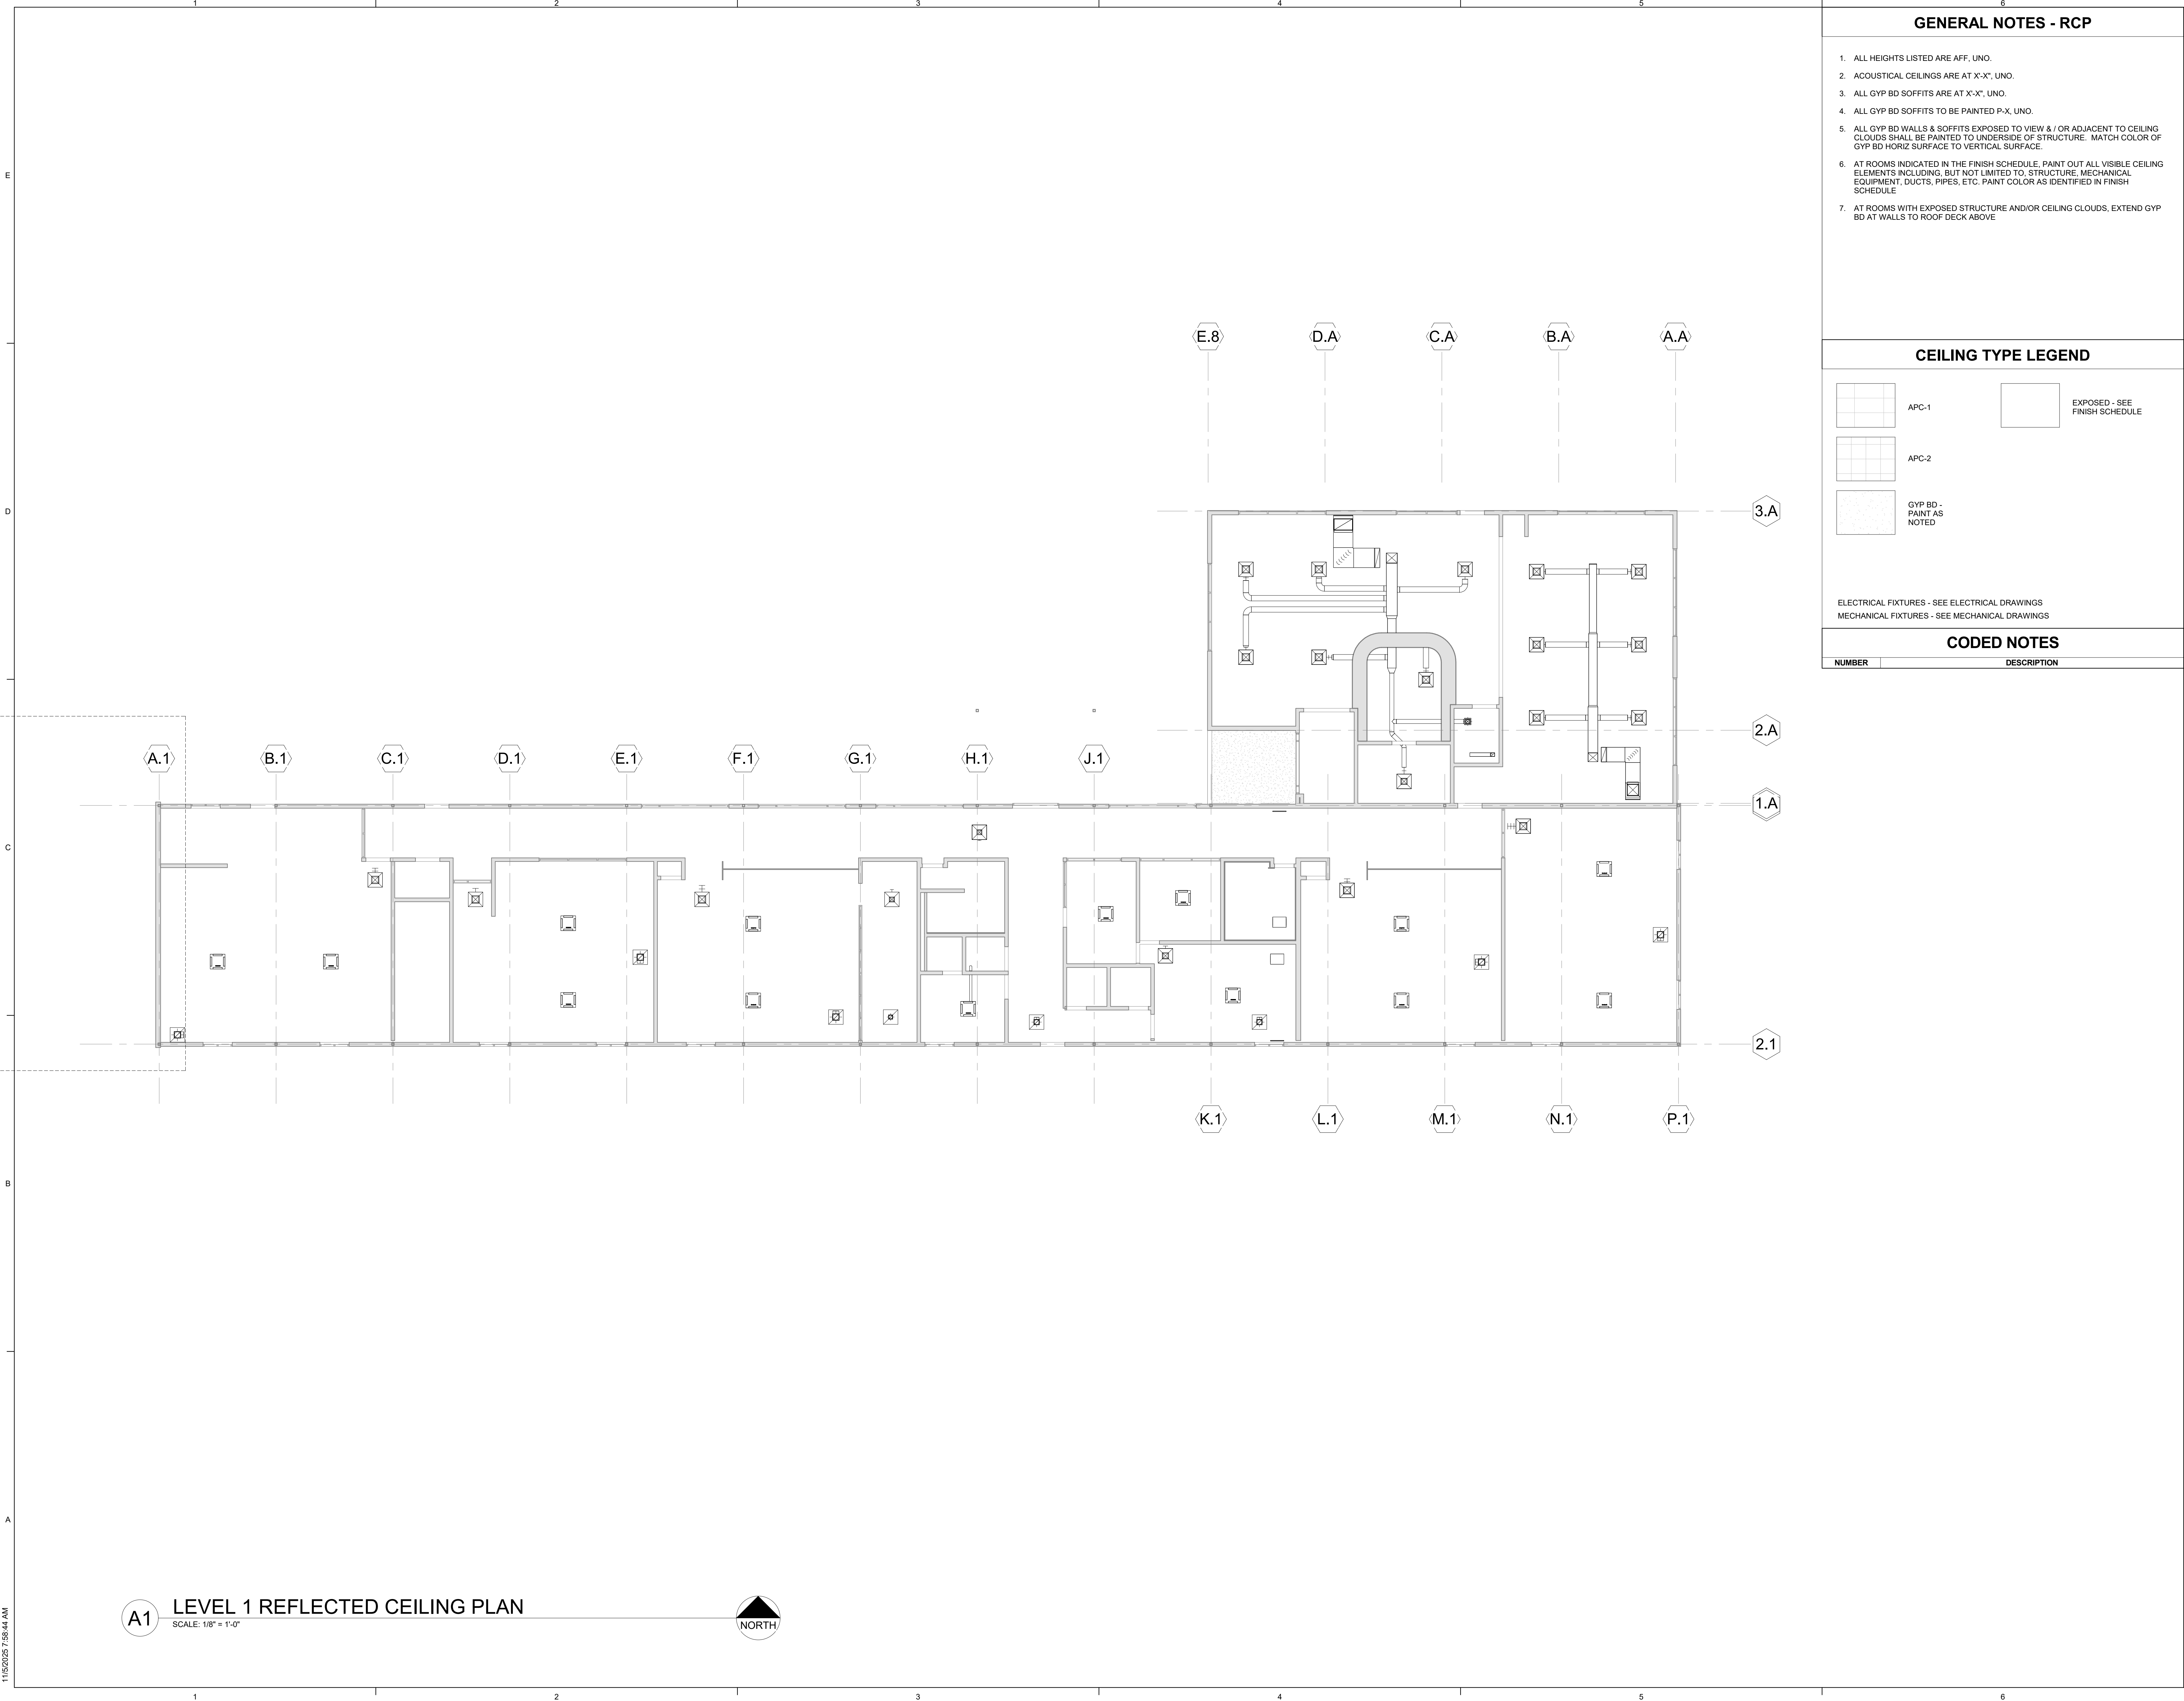 1 2 3 4 5 6
GENERAL NOTES - RCP
1. ALL HEIGHTS LISTED ARE AFF, UNO.
2. ACOUSTICAL CEILINGS ARE AT X'-X", UNO.
3. ALL GYP BD SOFFITS ARE AT X'-X", UNO.
4. ALL GYP BD SOFFITS TO BE PAINTED P-X, UNO.
5. ALL GYP BD WALLS & SOFFITS EXPOSED TO VIEW & / OR ADJACENT TO CEILING
CLOUDS SHALL BE PAINTED TO UNDERSIDE OF STRUCTURE. MATCH COLOR OF
GYP BD HORIZ SURFACE TO VERTICAL SURFACE.
6. AT ROOMS INDICATED IN THE FINISH SCHEDULE, PAINT OUT ALL VISIBLE CEILING
ELEMENTS INCLUDING, BUT NOT LIMITED TO, STRUCTURE, MECHANICAL
EQUIPMENT, DUCTS, PIPES, ETC. PAINT COLOR AS IDENTIFIED IN FINISH
SCHEDULE
7. AT ROOMS WITH EXPOSED STRUCTURE AND/OR CEILING CLOUDS, EXTEND GYP
BD AT WALLS TO ROOF DECK ABOVE
CEILING TYPE LEGEND
APC-1
EXPOSED - SEE
FINISH SCHEDULE
APC-2
GYP BD -
PAINT AS
NOTED
ELECTRICAL FIXTURES - SEE ELECTRICAL DRAWINGS
MECHANICAL FIXTURES - SEE MECHANICAL DRAWINGS
CODED NOTES
NUMBER DESCRIPTION
E
D
C
B
A
E.8 D.A C.A B.A A.A
3.A
2.A
1.A
A.1 B.1 C.1 D.1 E.1 F.1 G.1 H.1 J.1
2.1
K.1 L.1 M.1 N.1 P.1
A1
LEVEL 1 REFLECTED CEILING PLAN
SCALE: 1/8" = 1'-0"
NORTH
11/5/2025 7:58:44 AM
1 2 3 4 5 6